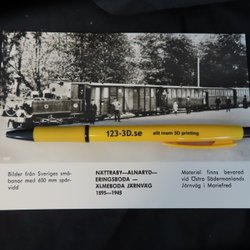 123-3D.se allt inom 3D printing
Bilder från Sveriges små-
banor med 600 mm spår-
vidd
NÄTTRABY—ALNARYD—
ERINGSBODA —
ÄLMEBODA JÄRNVÄG
1895—1945
Material finns bevarad
vid Östra Södermanlands
Järnväg i Mariefred